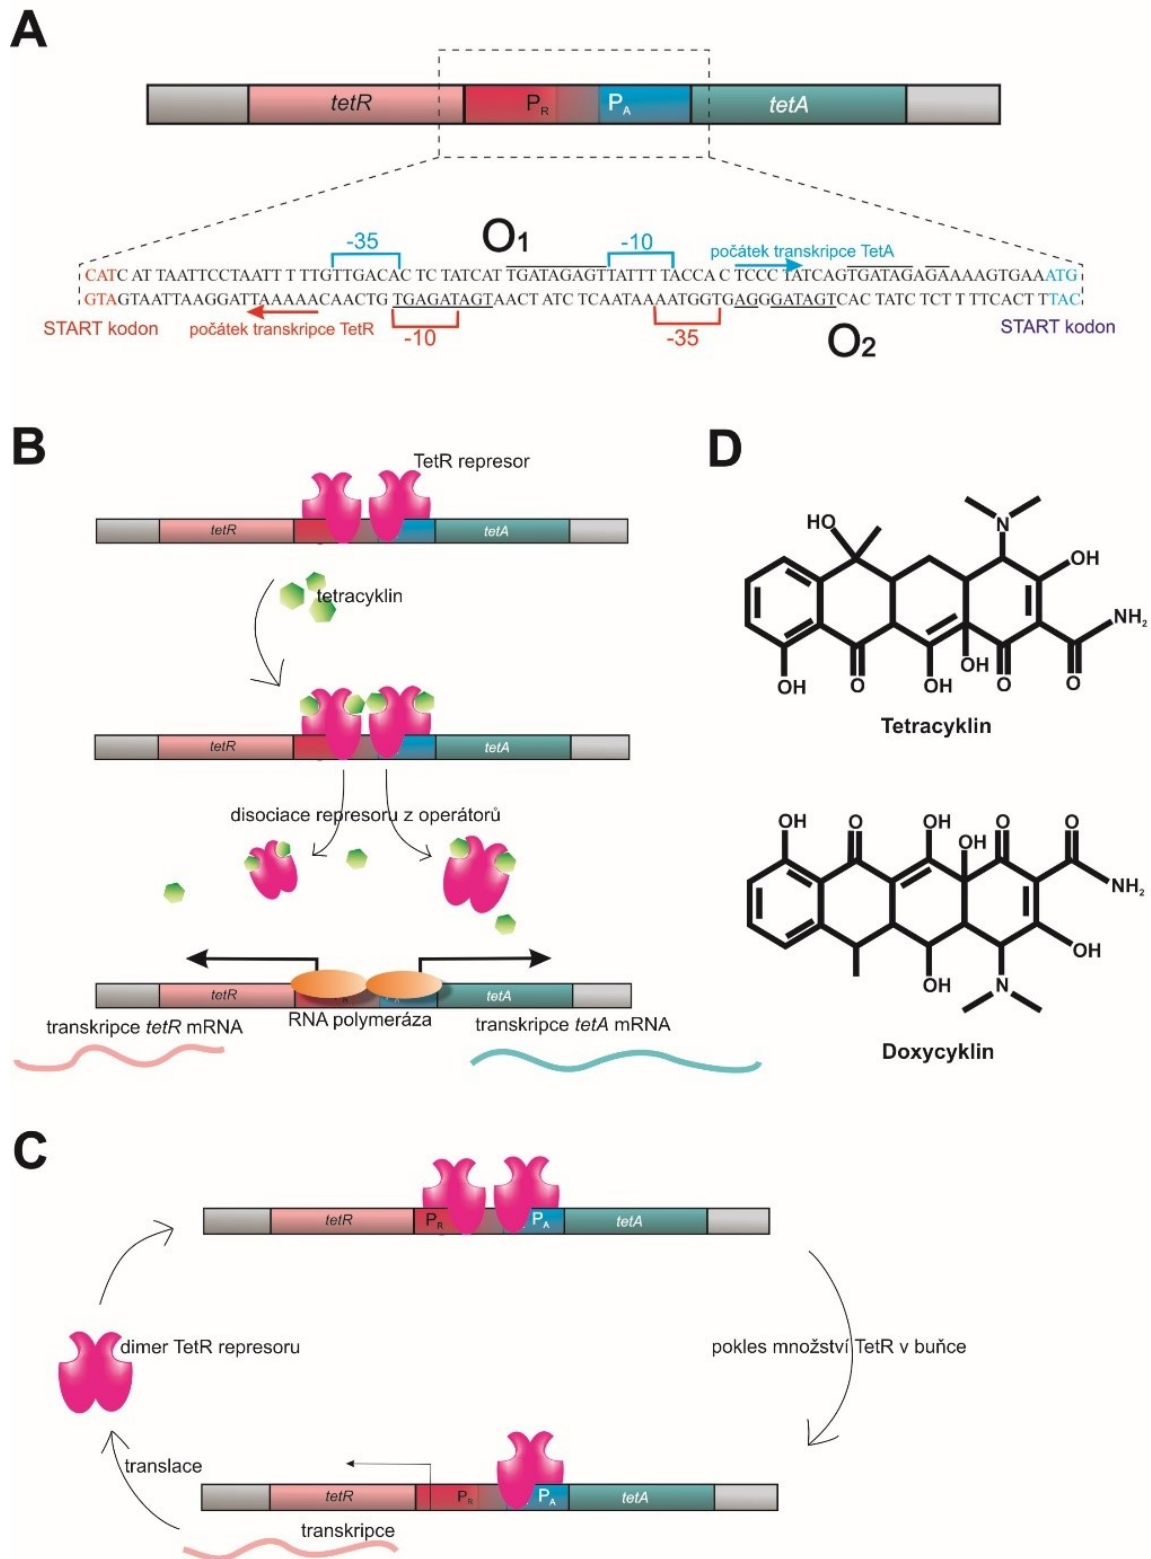 A
tetR PR PA tetA
O1
-35 -10 počátek transkripce TetA
CATC AT TAATTCCTAATT T TTGTTGACAC TC TATCAT TGATAGAGTTATTT TACCAC TCCC TATCAGTGATAGAGAAAAGTGAAATG
GTAGTAATTAAGGATTAAAAACAACTG TGAGATAGTAACT ATC TCAATAAAATGGTGAGGGATAGTCAC TATC TCT T TTCACT TTAC
START kodon počátek transkripce TetR -10 -35 START kodon
O2
B
TetR represor
tetR tetA
tetracyklin
tetR tetA
disociace represoru z operátorů
tetR tetA
transkripce tetR mRNA RNA polymeráza transkripce tetA mRNA
D
HO N OH
NH2
OH O OH OH O O
Tetracyklin
OH O OH OH O O
NH2
OH
OH N
Doxycyklin
C
tetR PR PA tetA
dimer TetR represoru
pokles množství TetR v buňce
translace
tetR PR PA tetA
transkripce